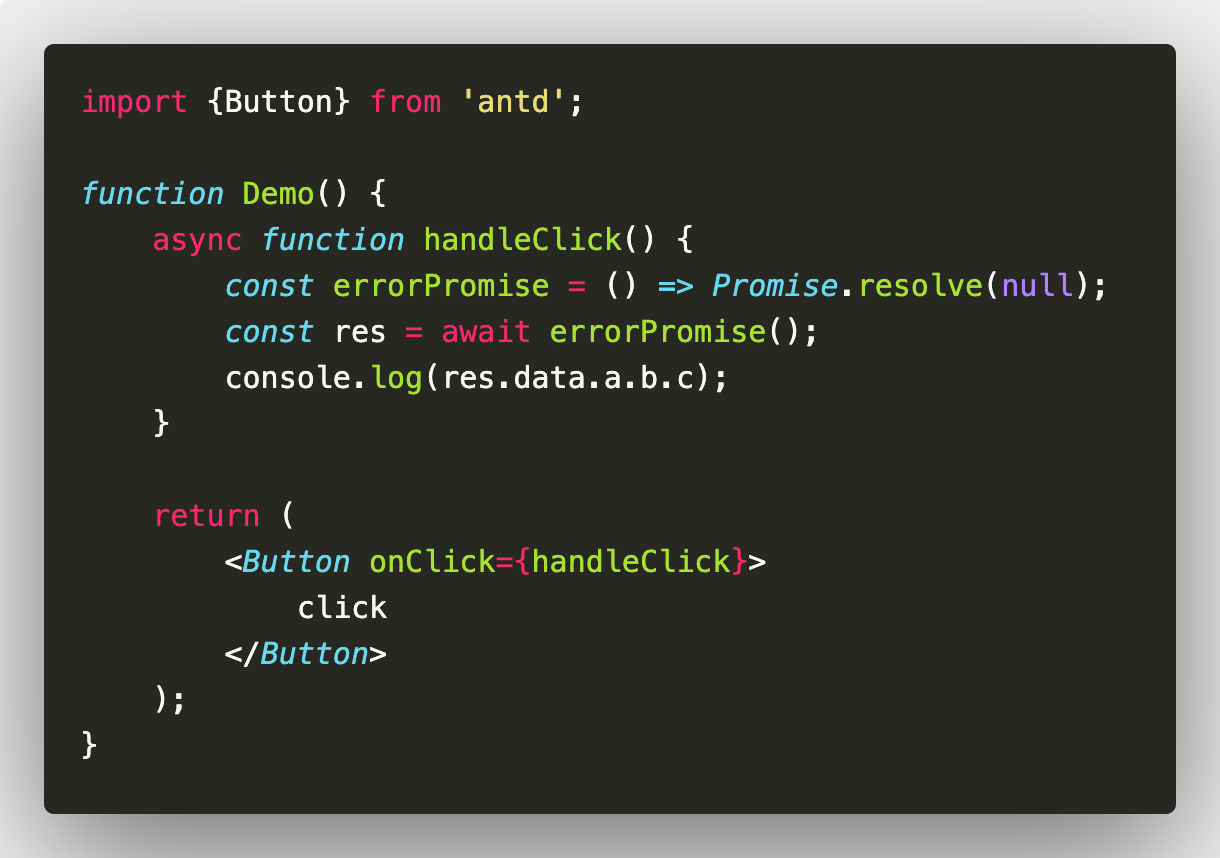 import {Button} from 'antd';
function Demo() {
    async function handleClick() {
        const errorPromise = () => Promise.resolve(null);
        const res = await errorPromise();
        console.log(res.data.a.b.c);
    }
    return (
        <Button onClick={handleClick}>
            click
        </Button>
    );
}